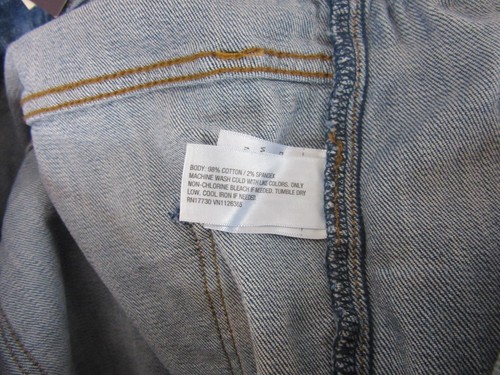 BODY: 98% COTTON / 2% SPANDEX
MACHINE WASH COLD WITH LIKE COLORS. ONLY
NON-CHLORINE BLEACH IF NEEDED. TUMBLE DRY
LOW. COOL IRON IF NEEDED.
RN17730 VN1126355